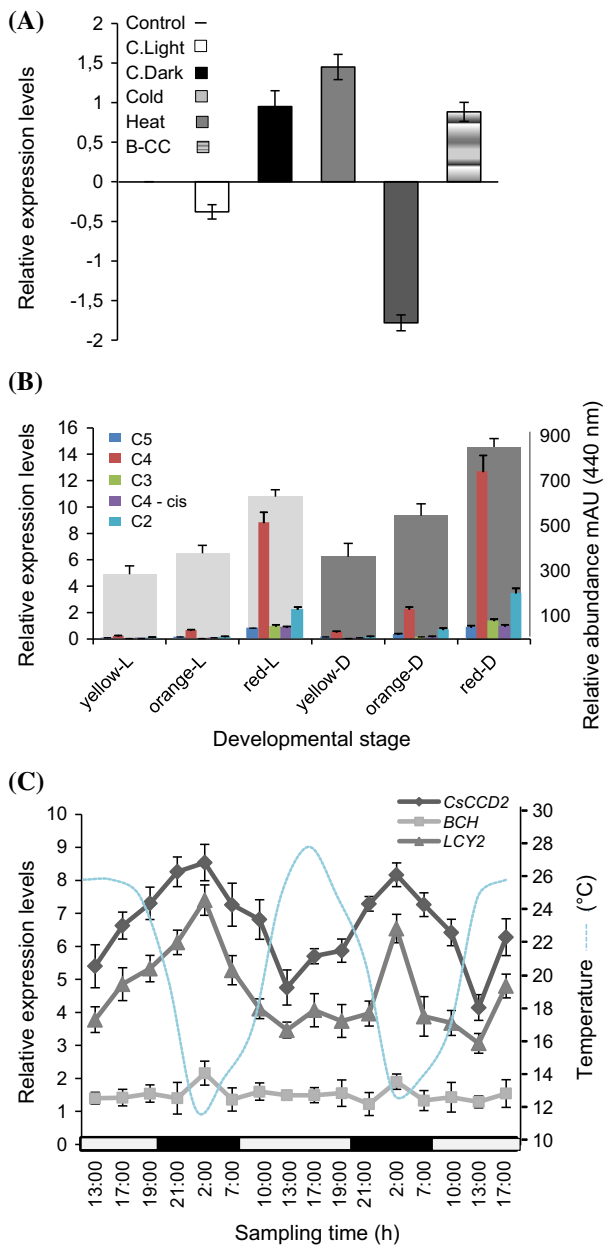 (A)
Relative expression levels
Control
C.Light
C.Dark
Cold
Heat
B-CC
2
1,5
1
0,5
0
-0,5
-1
-1,5
-2
(B)
Relative expression levels
16
14
12
10
8
6
4
2
0
C5
C4
C3
C4 - cis
C2
900
700
500
300
100
Relative abundance mAU (440 nm)
yellow-L
orange-L
red-L
yellow-D
orange-D
red-D
Developmental stage
(C)
Relative expression levels
10
9
8
7
6
5
4
3
2
1
0
CsCCD2
BCH
LCY2
30
28
26
24
22
20
18
16
14
12
10
Temperature (°C)
13:00
17:00
19:00
21:00
2:00
7:00
10:00
13:00
17:00
19:00
21:00
2:00
7:00
10:00
13:00
17:00
Sampling time (h)